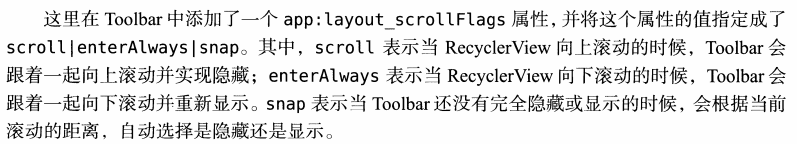 这里在 Toolbar 中添加了一个 app:layout_scrollFlags 属性，并将这个属性的值指定成了
scroll|enterAlways|snap。其中，scroll 表示当 RecyclerView 向上滚动的时候，Toolbar 会
跟着一起向上滚动并实现隐藏；enterAlways 表示当 RecyclerView 向下滚动的时候，Toolbar 会
跟着一起向下滚动并重新显示。snap 表示当 Toolbar 还没有完全隐藏或显示的时候，会根据当前
滚动的距离，自动选择是隐藏还是显示。